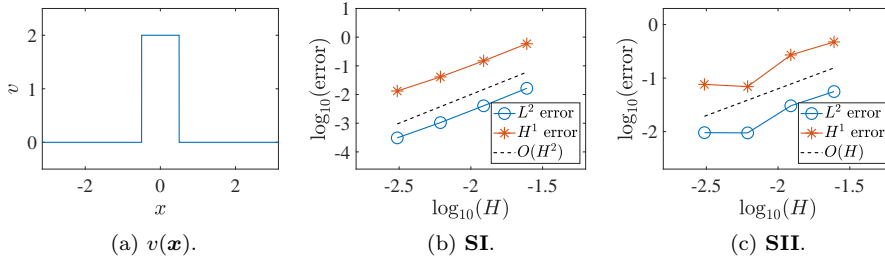 2
1
0
v
-2
0
2
x
(a) v(x).
1
0
-1
-2
-3
-4
log10(error)
L2 error
H1 error
O(H2)
-2.5
-2
-1.5
log10(H)
(b) SI.
0
-1
-2
log10(error)
L2 error
H1 error
O(H)
-2.5
-2
-1.5
log10(H)
(c) SII.